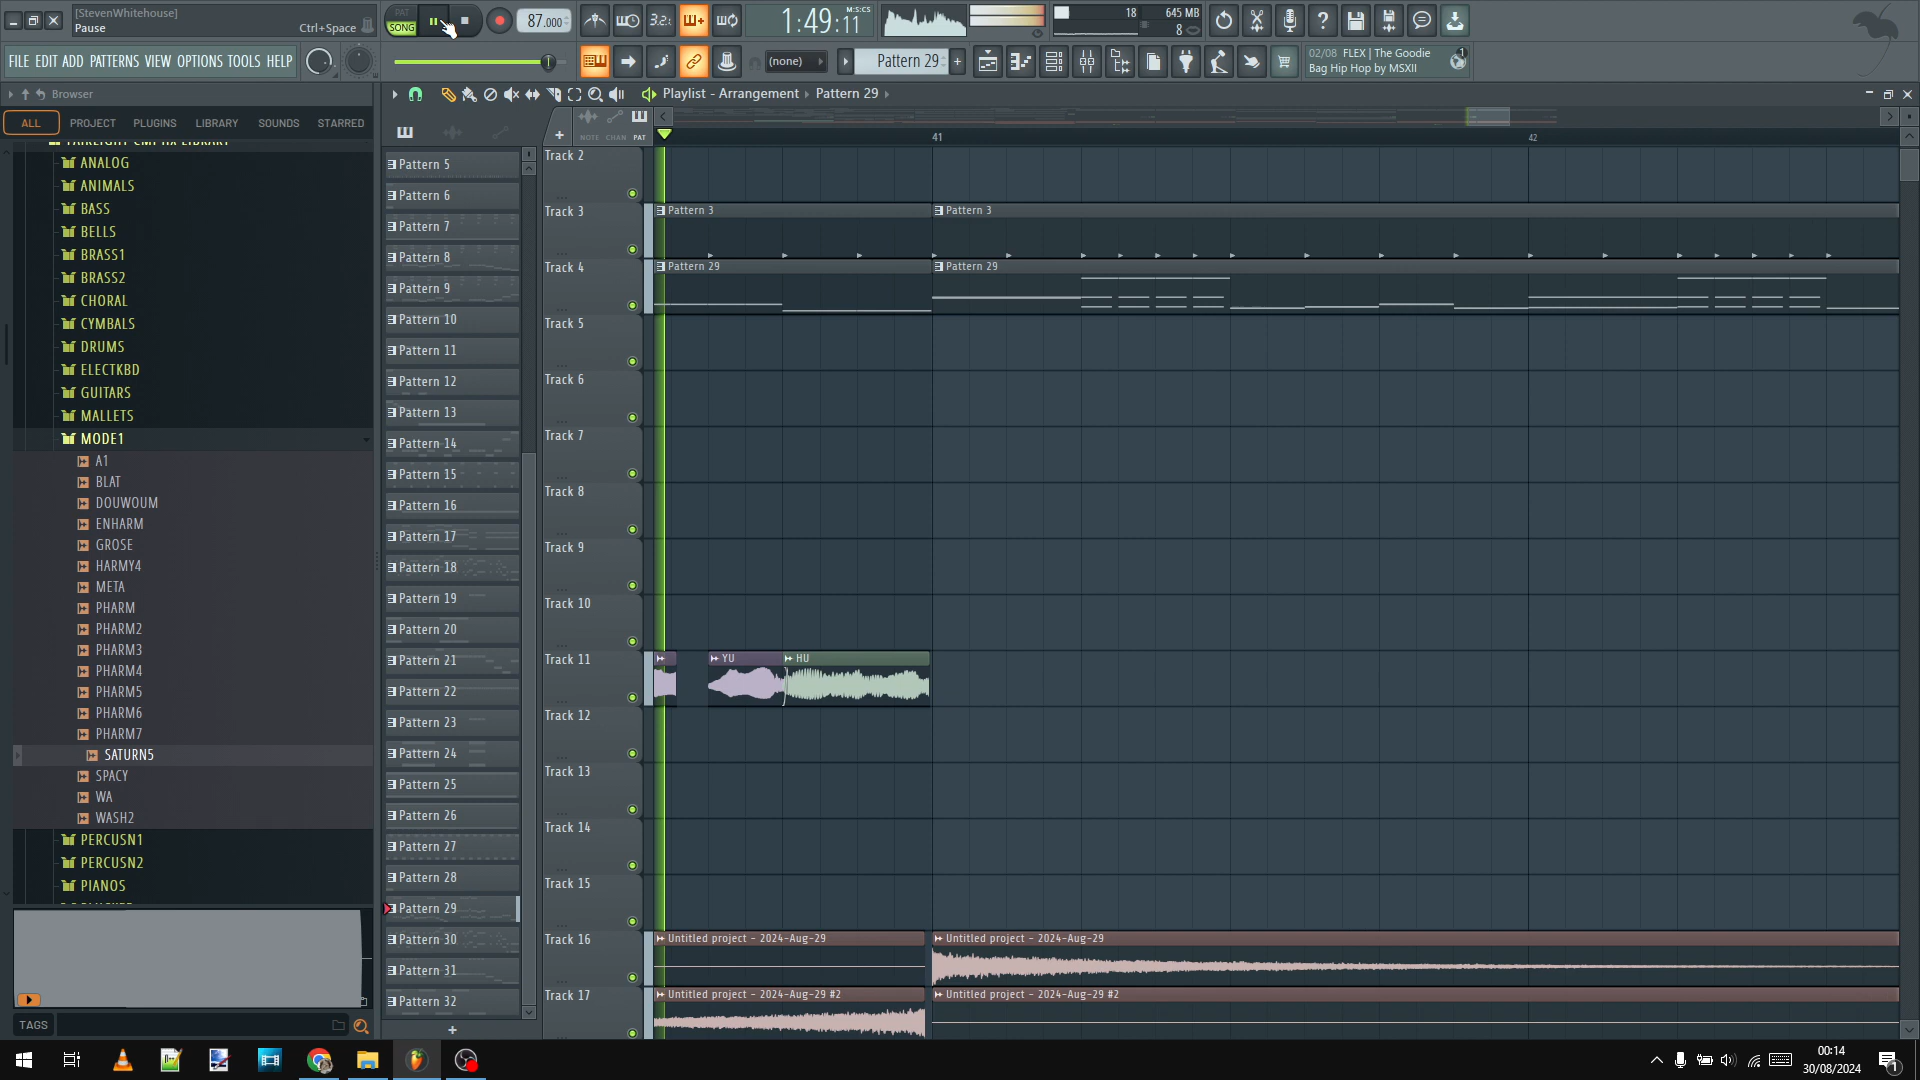 [StevenWhitehouse]
Pause
Ctrl+Space
PAT
SONG
87.000
3.2.
1:49:11
M:S:CS
18
645 MB
8
FILE EDIT ADD PATTERNS VIEW OPTIONS TOOLS HELP
(none)
Pattern 29
02/08 FLEX | The Goodie
Bag Hip Hop by MSXII
1
Browser
Playlist - Arrangement
Pattern 29
ALL
PROJECT
PLUGINS
LIBRARY
SOUNDS
STARRED
NOTE
CHAN
PAT
41
42
ANALOG
ANIMALS
BASS
BELLS
BRASS1
BRASS2
CHORAL
CYMBALS
DRUMS
ELECTKBD
GUITARS
MALLETS
MODE1
A1
BLAT
DOUWOUM
ENHARM
GROSE
HARMY4
META
PHARM
PHARM2
PHARM3
PHARM4
PHARM5
PHARM6
PHARM7
SATURN5
SPACY
WA
WASH2
PERCUSN1
PERCUSN2
PIANOS
TAGS
Pattern 5
Pattern 6
Pattern 7
Pattern 8
Pattern 9
Pattern 10
Pattern 11
Pattern 12
Pattern 13
Pattern 14
Pattern 15
Pattern 16
Pattern 17
Pattern 18
Pattern 19
Pattern 20
Pattern 21
Pattern 22
Pattern 23
Pattern 24
Pattern 25
Pattern 26
Pattern 27
Pattern 28
Pattern 29
Pattern 30
Pattern 31
Pattern 32
Track 2
Track 3
Pattern 3
Pattern 3
Track 4
Pattern 29
Pattern 29
Track 5
Track 6
Track 7
Track 8
Track 9
Track 10
Track 11
YU
HU
Track 12
Track 13
Track 14
Track 15
Track 16
Untitled project - 2024-Aug-29
Untitled project - 2024-Aug-29
Track 17
Untitled project - 2024-Aug-29 #2
Untitled project - 2024-Aug-29 #2
00:14
30/08/2024
1